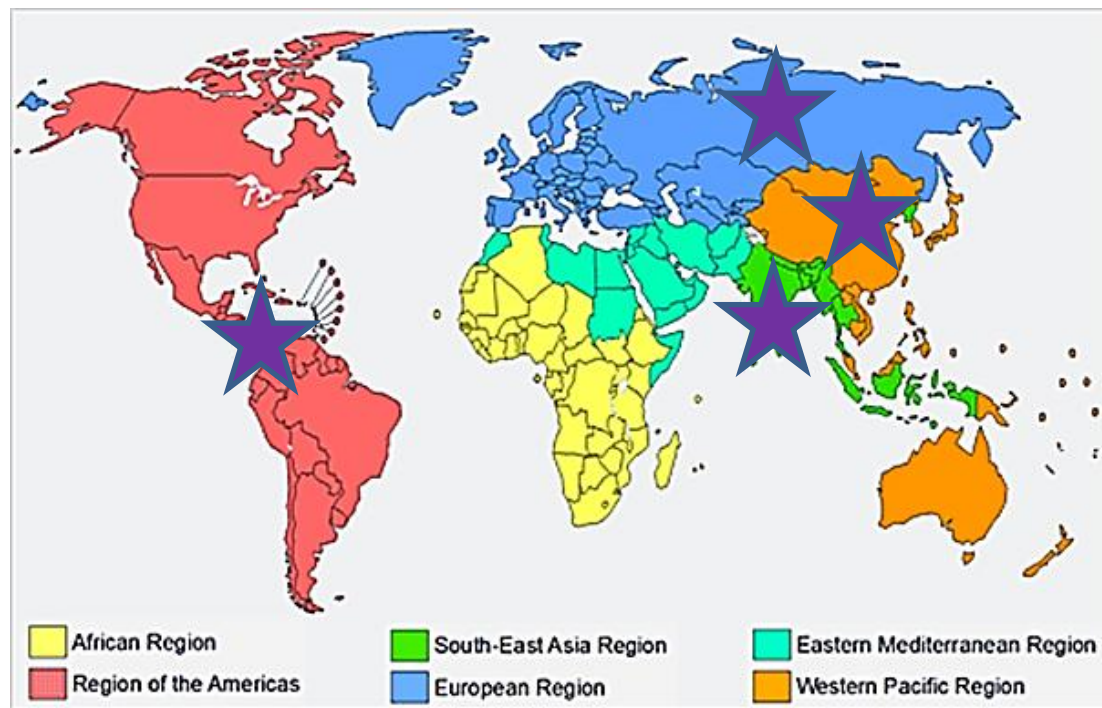 African Region
South-East Asia Region
Eastern Mediterranean Region
Region of the Americas
European Region
Western Pacific Region